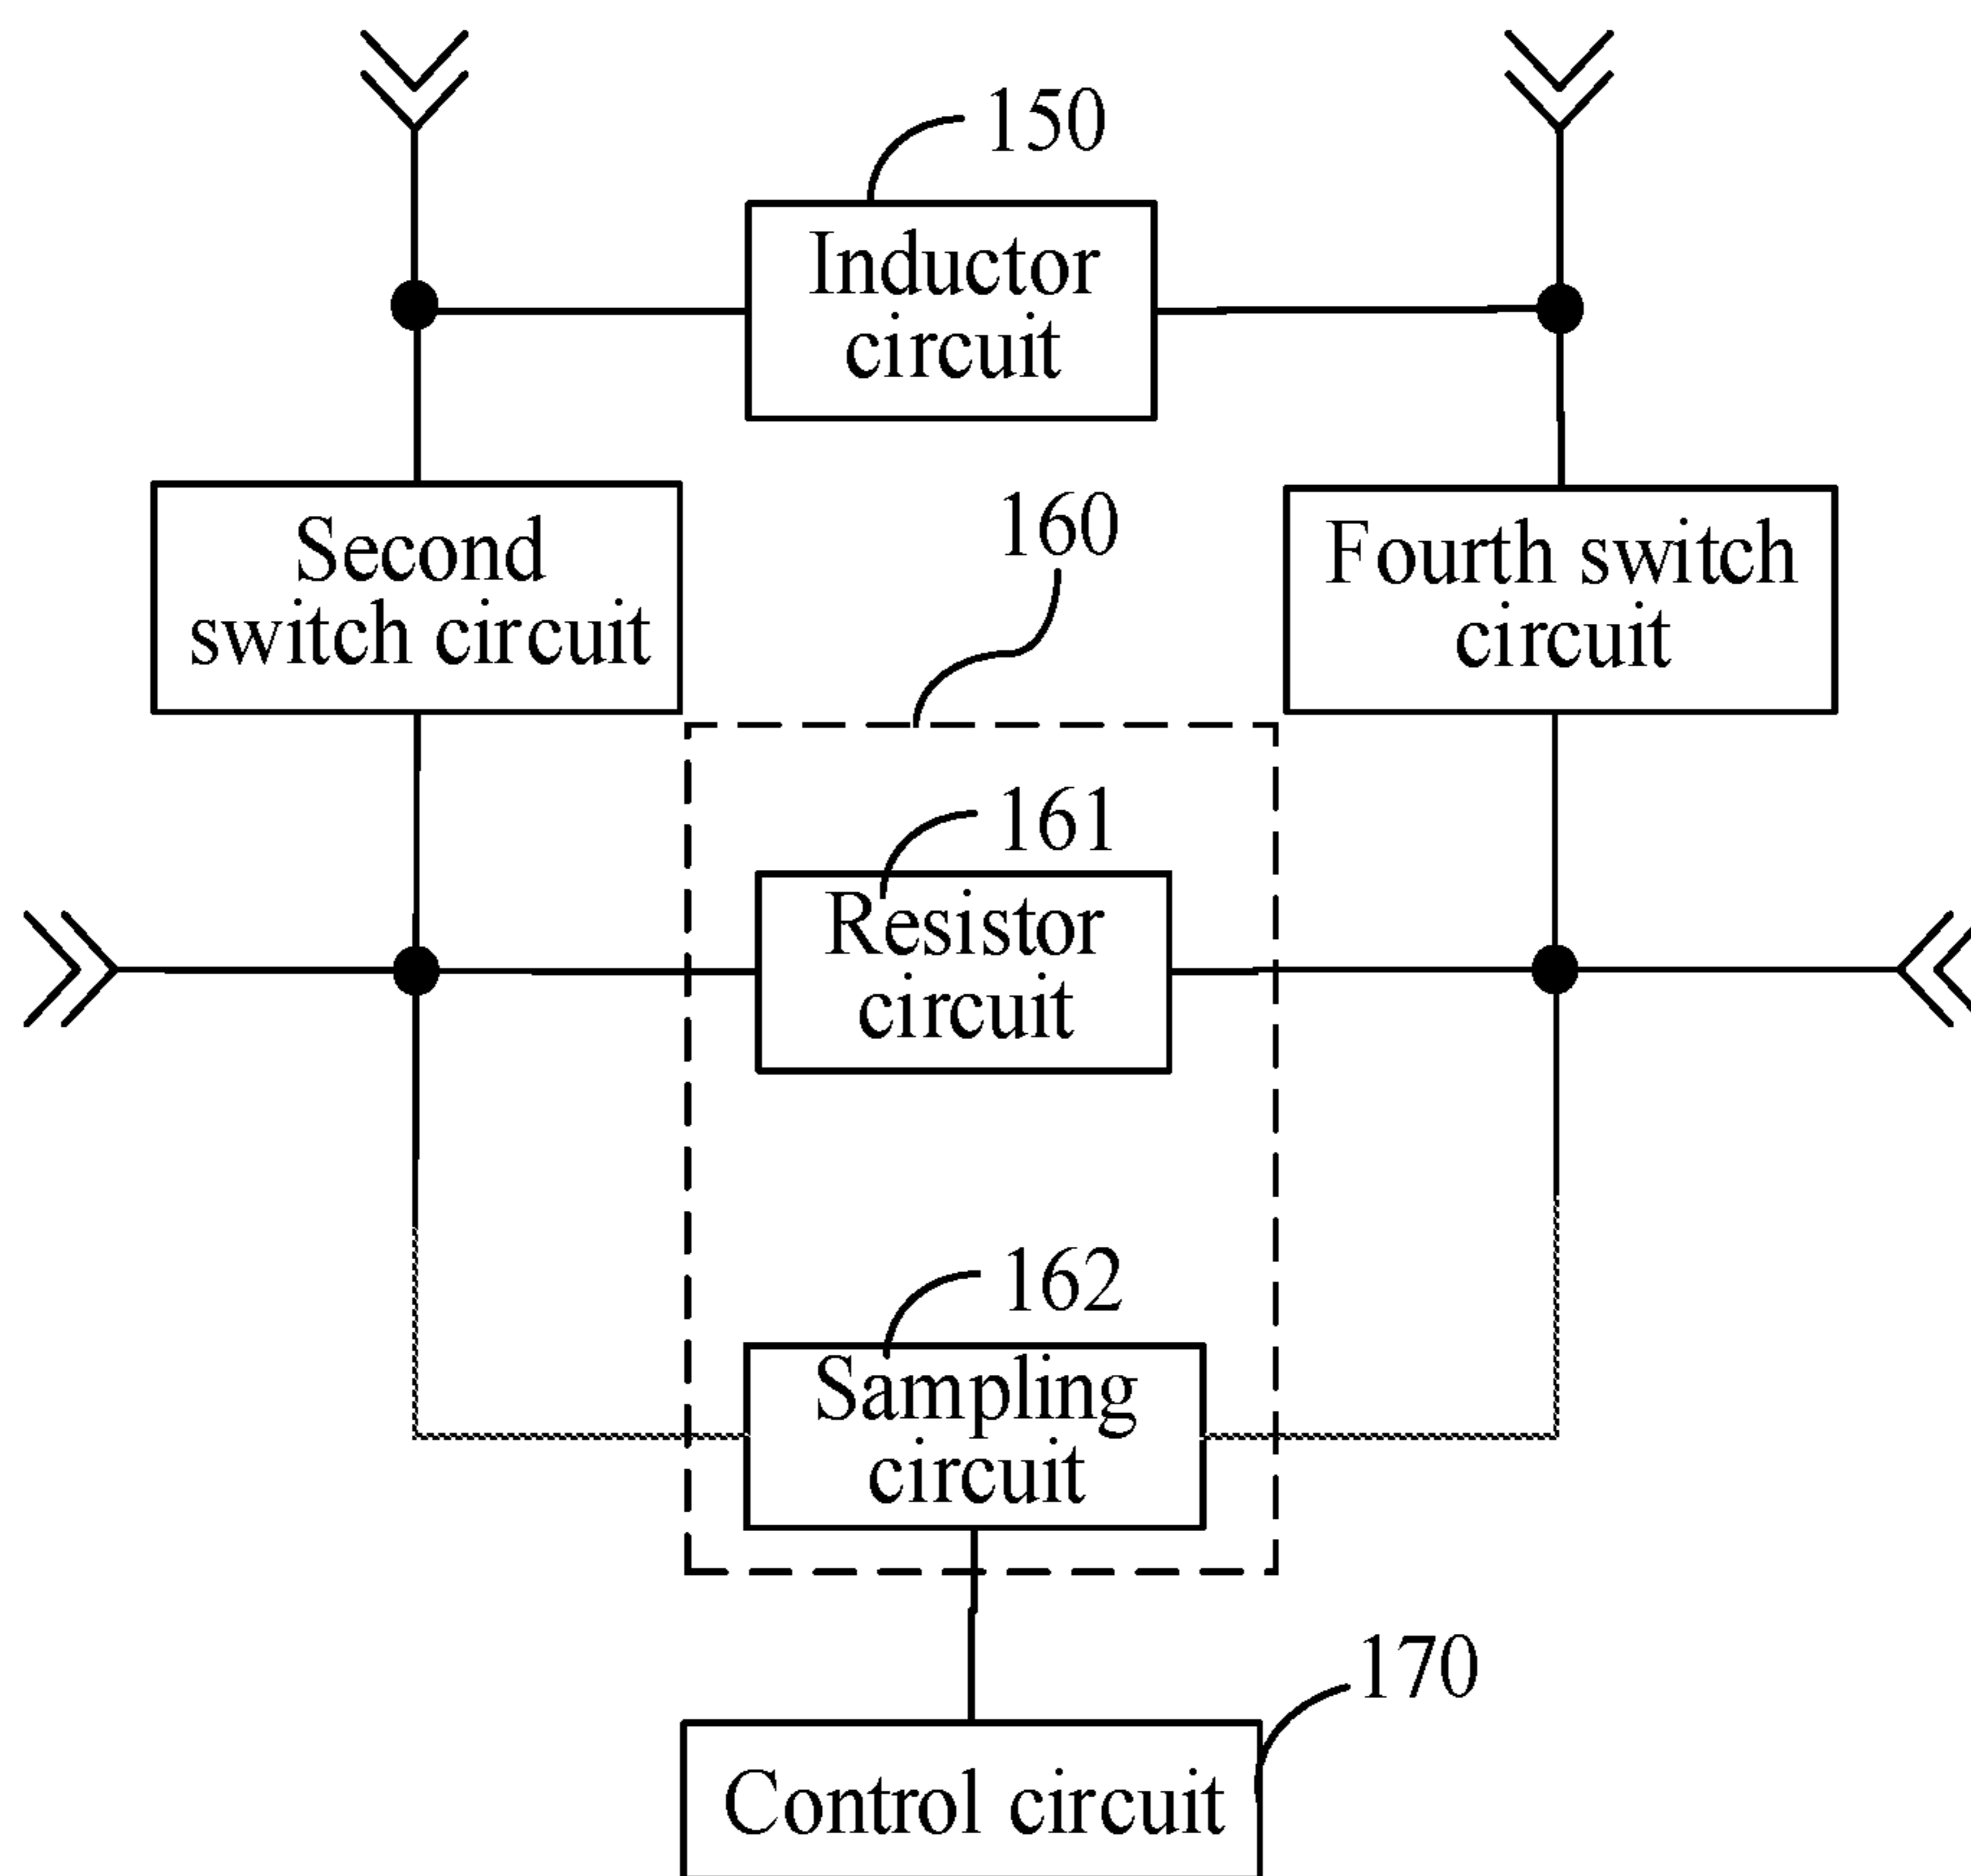 150
Inductor
circuit
160
Second
switch circuit
Fourth switch
circuit
161
Resistor
circuit
162
Sampling
circuit
170
Control circuit